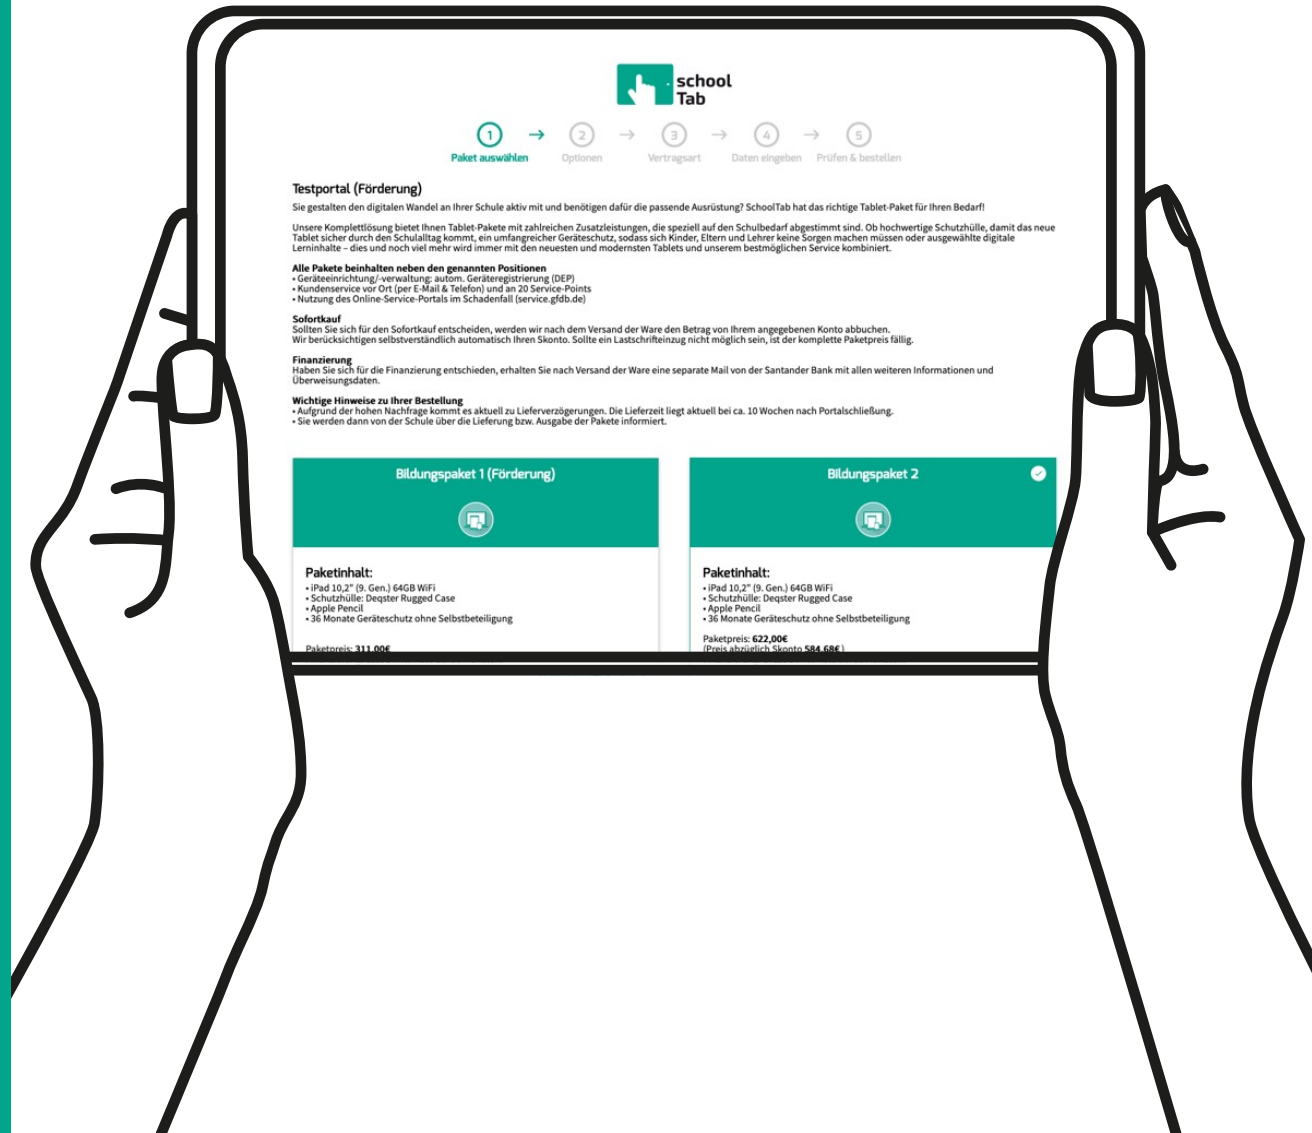 school
Tab
1 → 2 → 3 → 4 → 5
Paket auswählen Optionen Vertragsart Daten eingeben Prüfen & bestellen
Testportal (Förderung)
Sie gestalten den digitalen Wandel an Ihrer Schule aktiv mit und benötigen dafür die passende Ausrüstung? SchoolTab hat das richtige Tablet-Paket für Ihren Bedarf!
Unsere Komplettlösung bietet Ihnen Tablet-Pakete mit zahlreichen Zusatzleistungen, die speziell auf den Schulbedarf abgestimmt sind. Ob hochwertige Schutzhülle, damit das neue
Tablet sicher durch den Schulalltag kommt, ein umfangreicher Geräteschutz, sodass sich Kinder, Eltern und Lehrer keine Sorgen machen müssen oder ausgewählte digitale
Lerninhalte – dies und noch viel mehr wird immer mit den neuesten und modernsten Tablets und unserem bestmöglichen Service kombiniert.
Alle Pakete beinhalten neben den genannten Positionen
• Geräteeinrichtung/-verwaltung: autom. Geräteregistrierung (DEP)
• Kundenservice vor Ort (per E-Mail & Telefon) und an 20 Service-Points
• Nutzung des Online-Service-Portals im Schadenfall (service.gfdb.de)
Sofortkauf
Sollten Sie sich für den Sofortkauf entscheiden, werden wir nach dem Versand der Ware den Betrag von Ihrem angegebenen Konto abbuchen.
Wir berücksichtigen selbstverständlich automatisch Ihren Skonto. Sollte ein Lastschrifteinzug nicht möglich sein, ist der komplette Paketpreis fällig.
Finanzierung
Haben Sie sich für die Finanzierung entschieden, erhalten Sie nach Versand der Ware eine separate Mail von der Santander Bank mit allen weiteren Informationen und
Überweisungsdaten.
Wichtige Hinweise zu Ihrer Bestellung
• Aufgrund der hohen Nachfrage kommt es aktuell zu Lieferverzögerungen. Die Lieferzeit liegt aktuell bei ca. 10 Wochen nach Portalschließung.
• Sie werden dann von der Schule über die Lieferung bzw. Ausgabe der Pakete informiert.
Bildungspaket 1 (Förderung)
Paketinhalt:
• iPad 10,2" (9. Gen.) 64GB WiFi
• Schutzhülle: Deqster Rugged Case
• Apple Pencil
• 36 Monate Geräteschutz ohne Selbstbeteiligung
Paketpreis: 311,00€
Bildungspaket 2
Paketinhalt:
• iPad 10,2" (9. Gen.) 64GB WiFi
• Schutzhülle: Deqster Rugged Case
• Apple Pencil
• 36 Monate Geräteschutz ohne Selbstbeteiligung
Paketpreis: 622,00€
(Preis abzüglich Skonto 584,68€)